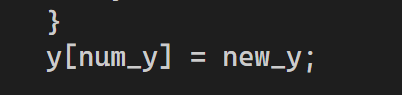 }
y[num_y] = new_y;